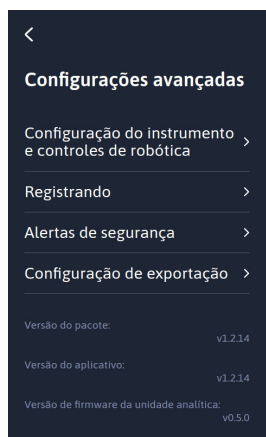 Configurações avançadas
Configuração do instrumento
e controles de robótica
Registrando
Alertas de segurança
Configuração de exportação
Versão do pacote:
v1.2.14
Versão do aplicativo:
v1.2.14
Versão de firmware da unidade analítica:
v0.5.0